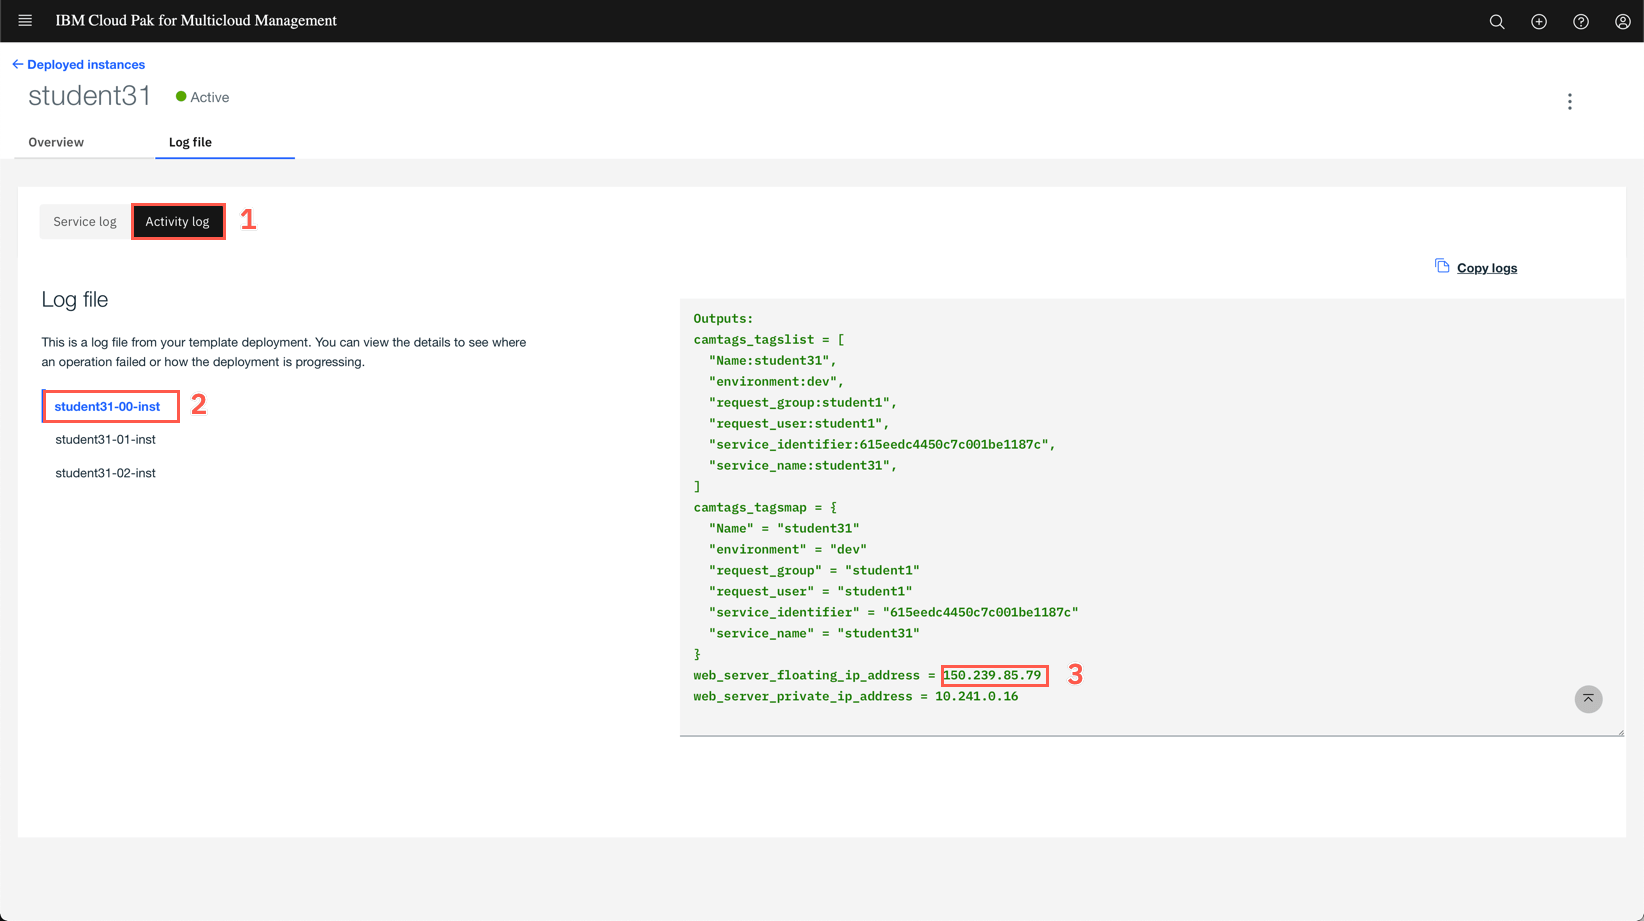 IBM Cloud Pak for Multicloud Management
Deployed instances
student31
Active
Overview
Log file
Service log
Activity log
1
Copy logs
Log file
This is a log file from your template deployment. You can view the details to see where
an operation failed or how the deployment is progressing.
student31-00-inst
2
student31-01-inst
student31-02-inst
Outputs:
camtags_tagslist = [
"Name:student31",
"environment:dev",
"request_group:student1",
"request_user:student1",
"service_identifier:615eedc4450c7c001be1187c",
"service_name:student31",
]
camtags_tagsmap = {
"Name" = "student31"
"environment" = "dev"
"request_group" = "student1"
"request_user" = "student1"
"service_identifier" = "615eedc4450c7c001be1187c"
"service_name" = "student31"
}
web_server_floating_ip_address = 150.239.85.79
3
web_server_private_ip_address = 10.241.0.16